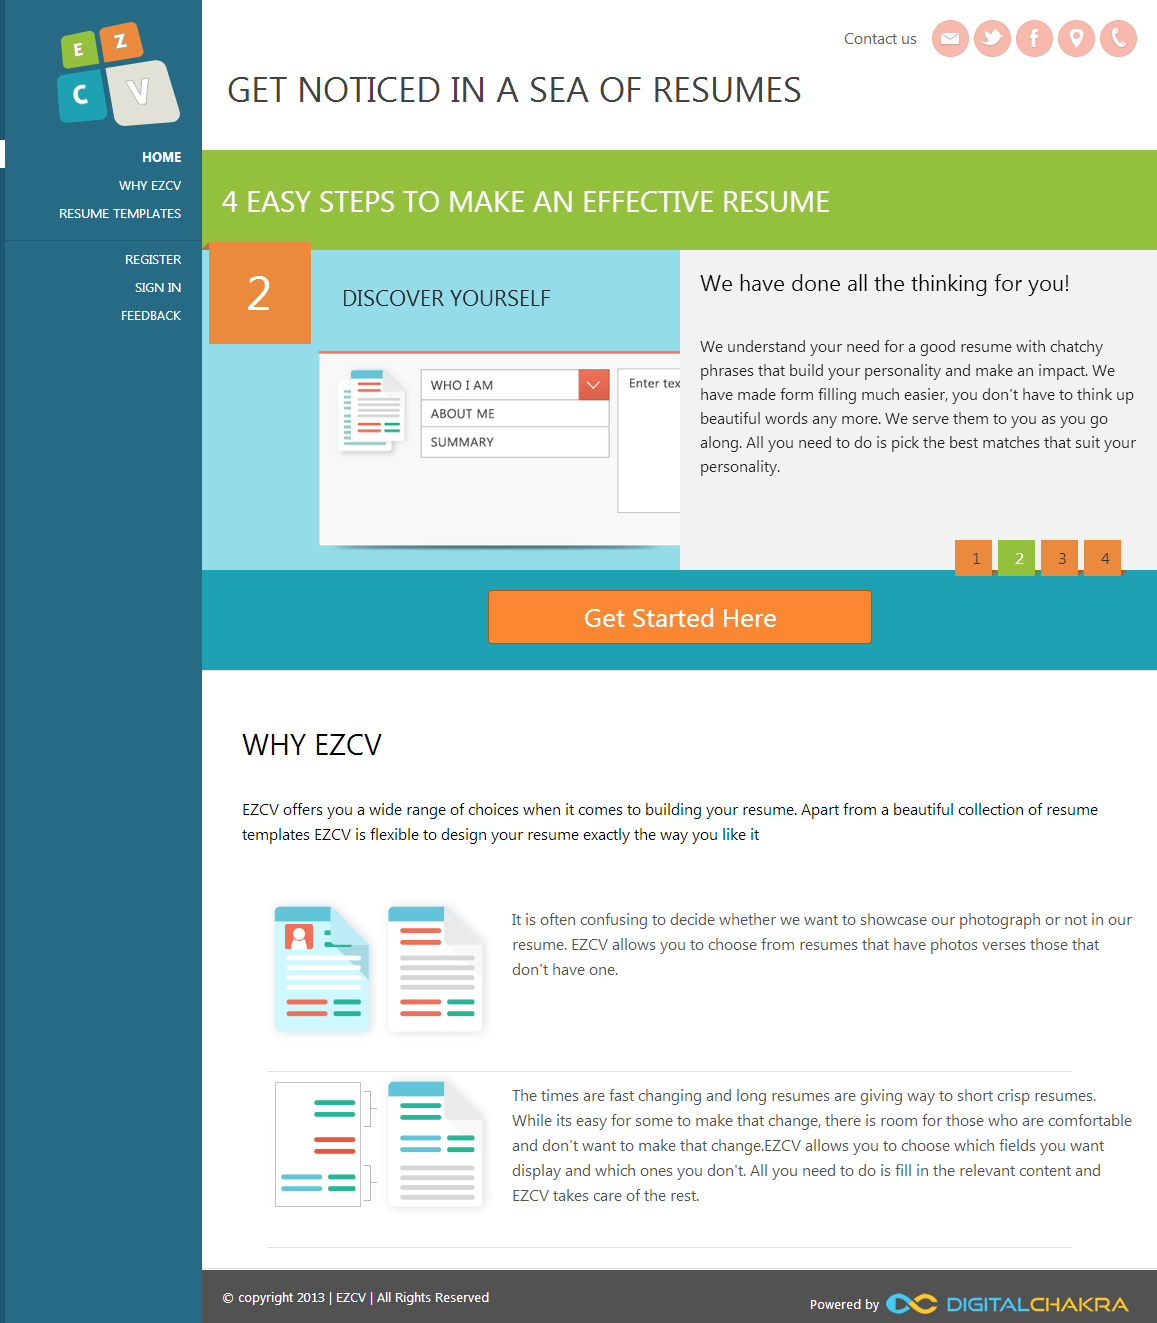 E
Z
C
V
HOME
WHY EZCV
RESUME TEMPLATES
REGISTER
SIGN IN
FEEDBACK
Contact us
GET NOTICED IN A SEA OF RESUMES
4 EASY STEPS TO MAKE AN EFFECTIVE RESUME
2
DISCOVER YOURSELF
WHO I AM
ABOUT ME
SUMMARY
Enter tex
We have done all the thinking for you!
We understand your need for a good resume with chatchy
phrases that build your personality and make an impact. We
have made form filling much easier, you don't have to think up
beautiful words any more. We serve them to you as you go
along. All you need to do is pick the best matches that suit your
personality.
1 2 3 4
Get Started Here
WHY EZCV
EZCV offers you a wide range of choices when it comes to building your resume. Apart from a beautiful collection of resume
templates EZCV is flexible to design your resume exactly the way you like it
It is often confusing to decide whether we want to showcase our photograph or not in our
resume. EZCV allows you to choose from resumes that have photos verses those that
don't have one.
The times are fast changing and long resumes are giving way to short crisp resumes.
While its easy for some to make that change, there is room for those who are comfortable
and don't want to make that change.EZCV allows you to choose which fields you want
display and which ones you don't. All you need to do is fill in the relevant content and
EZCV takes care of the rest.
© copyright 2013 | EZCV | All Rights Reserved
Powered by DIGITALCHAKRA